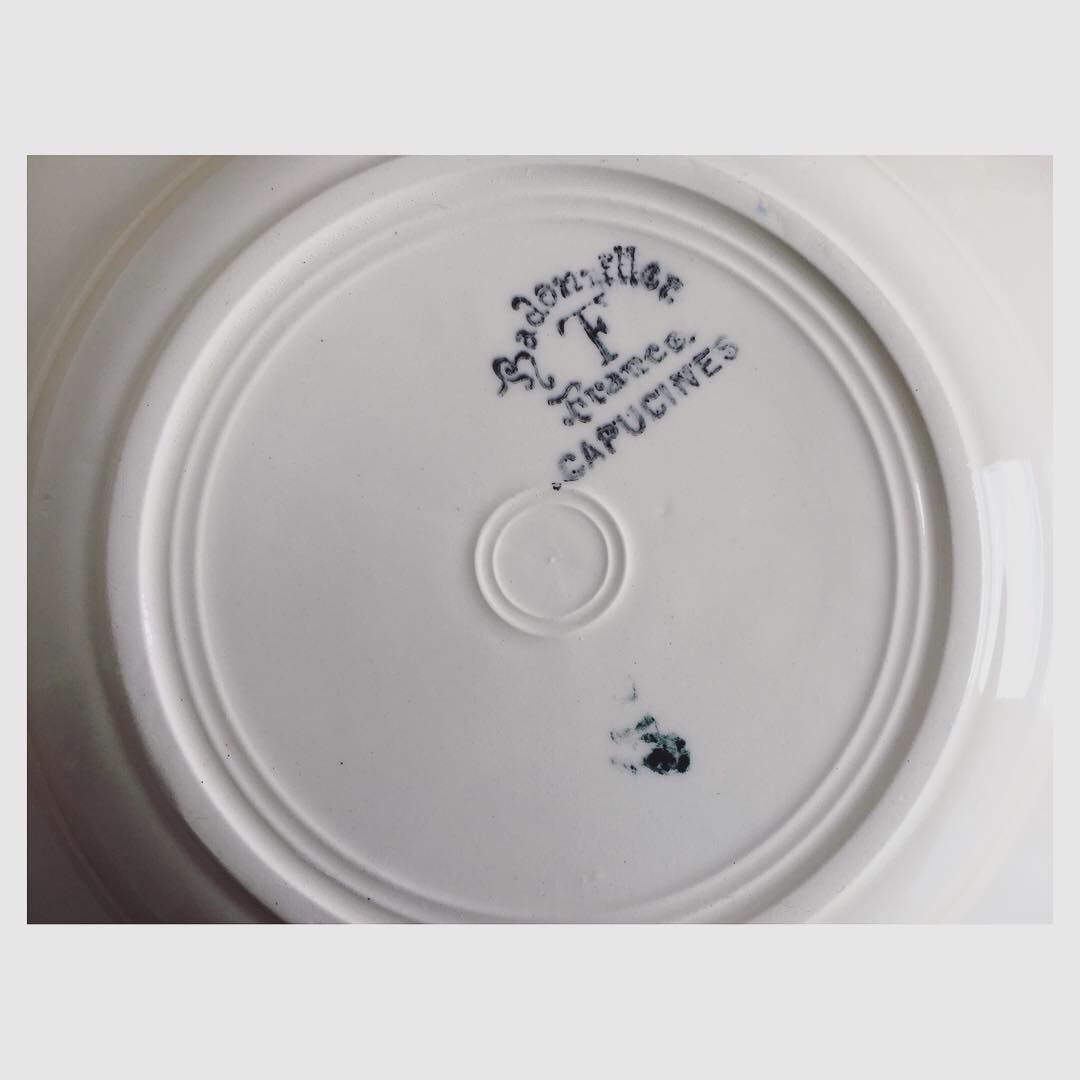 Badonviller
F
France.
CAPUCINES